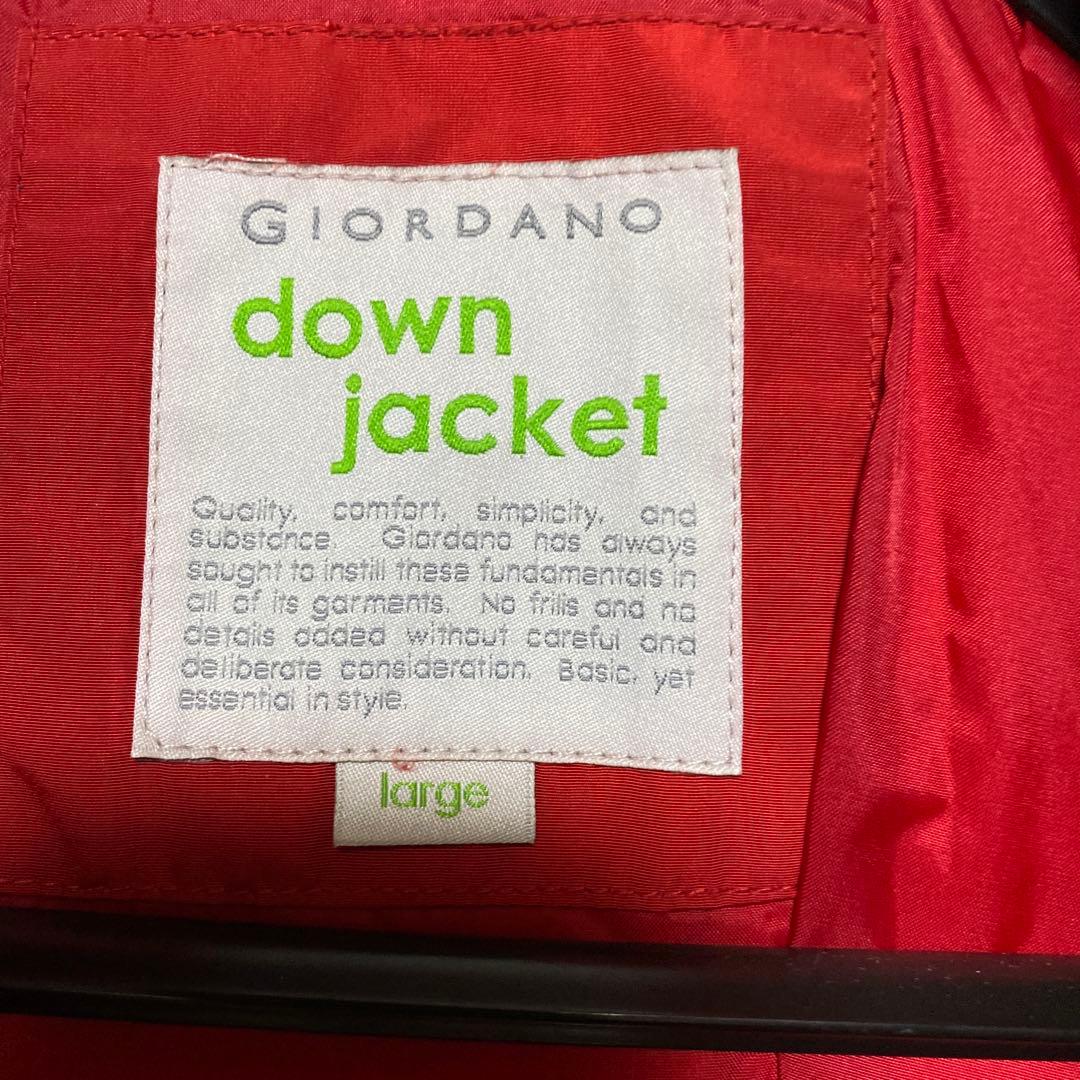 GIORDANO
down
jacket
Quality, comfort, simplicity, and
substance. Giordano has always
sought to instill these fundamentals in
all of its garments. No frills and no
details added without careful and
deliberate consideration. Basic, yet
essential in style.
large